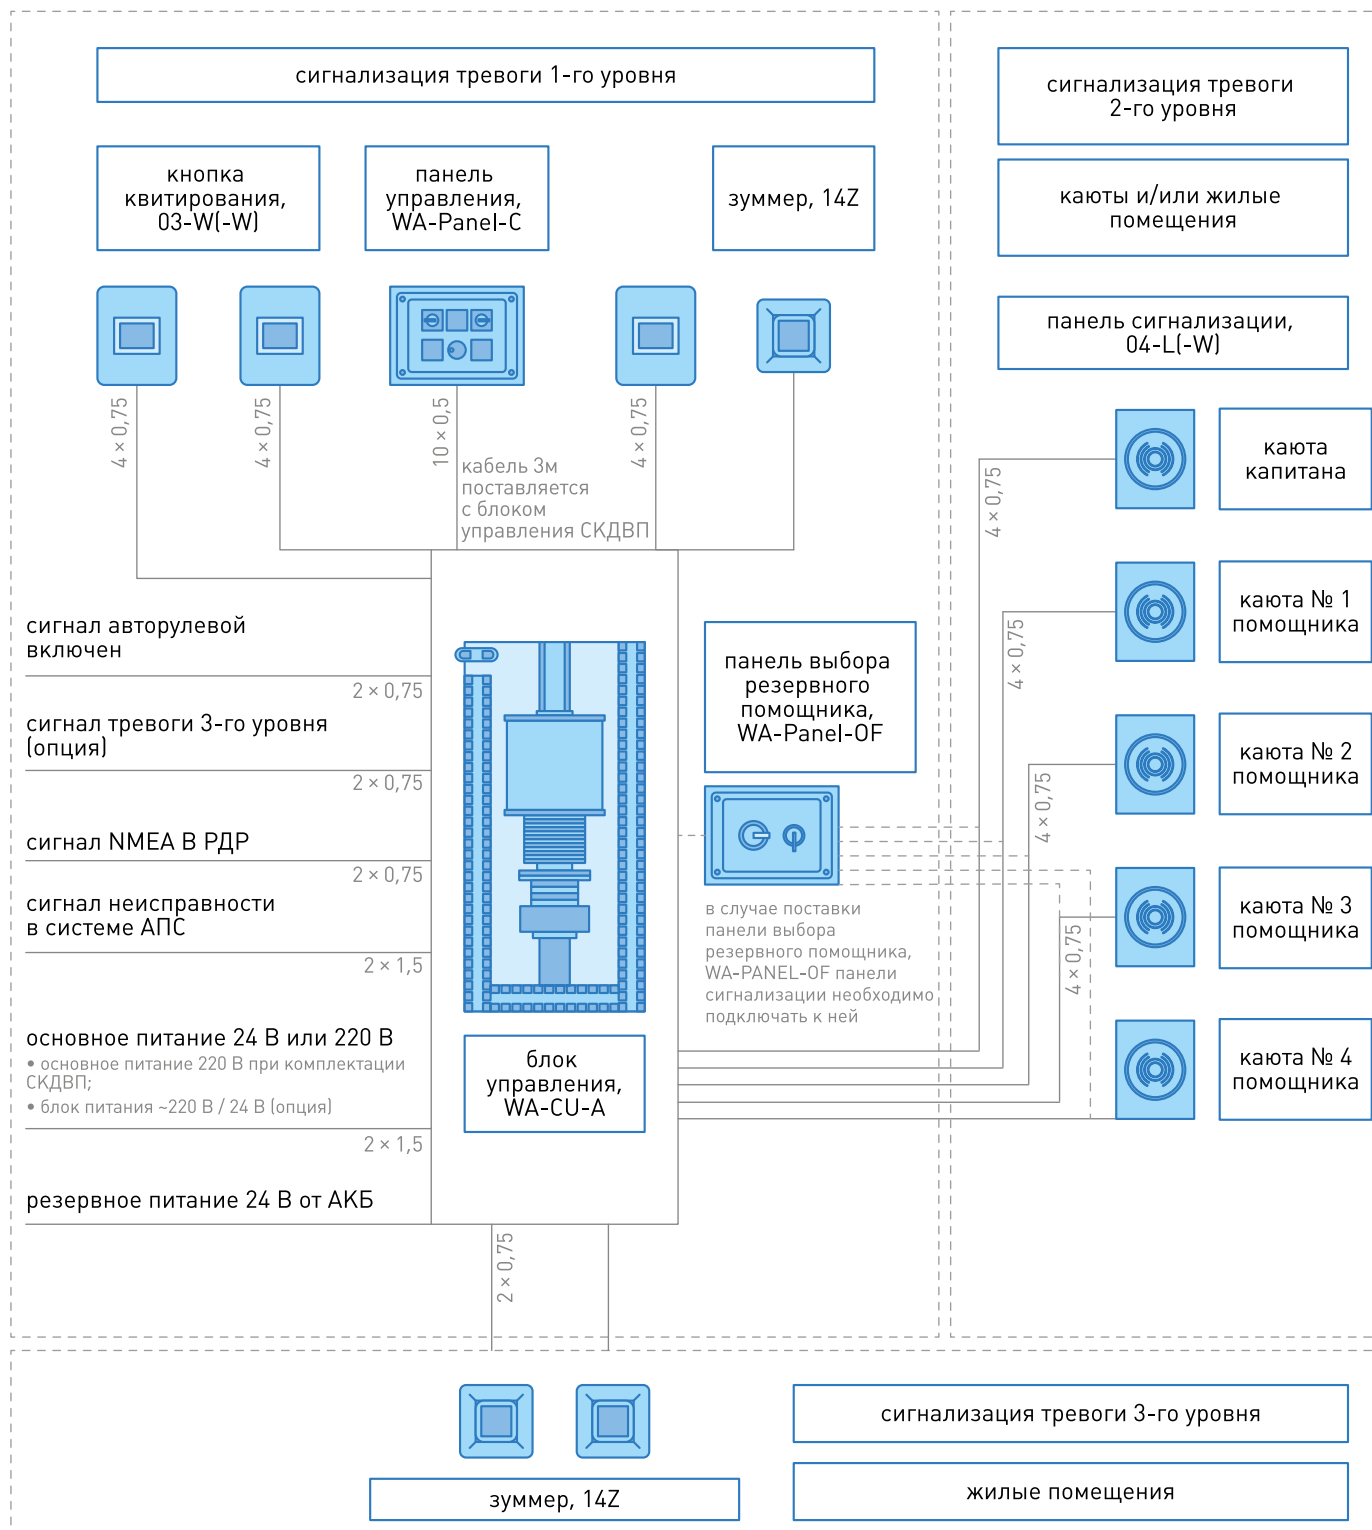 сигнализация тревоги 1-го уровня
кнопка
квитирования,
03-W(-W)
панель
управления,
WA-Panel-C
зуммер, 14Z
4 × 0,75
4 × 0,75
10 × 0,5
4 × 0,75
кабель 3м
поставляется
с блоком
управления СКДВП
сигнал авторулевой
включен
2 × 0,75
сигнал тревоги 3-го уровня
(опция)
2 × 0,75
сигнал NMEA В РДР
2 × 0,75
сигнал неисправности
в системе АПС
2 × 1,5
основное питание 24 В или 220 В
• основное питание 220 В при комплектации
СКДВП;
• блок питания ~220 В / 24 В (опция)
2 × 1,5
резервное питание 24 В от АКБ
блок
управления,
WA-CU-A
панель выбора
резервного
помощника,
WA-Panel-OF
в случае поставки
панели выбора
резервного помощника,
WA-PANEL-OF панели
сигнализации необходимо
подключать к ней
2 × 0,75
сигнализация тревоги
2-го уровня
каюты и/или жилые
помещения
панель сигнализации,
04-L(-W)
4 × 0,75
каюта
капитана
4 × 0,75
каюта № 1
помощника
4 × 0,75
каюта № 2
помощника
4 × 0,75
каюта № 3
помощника
каюта № 4
помощника
зуммер, 14Z
сигнализация тревоги 3-го уровня
жилые помещения